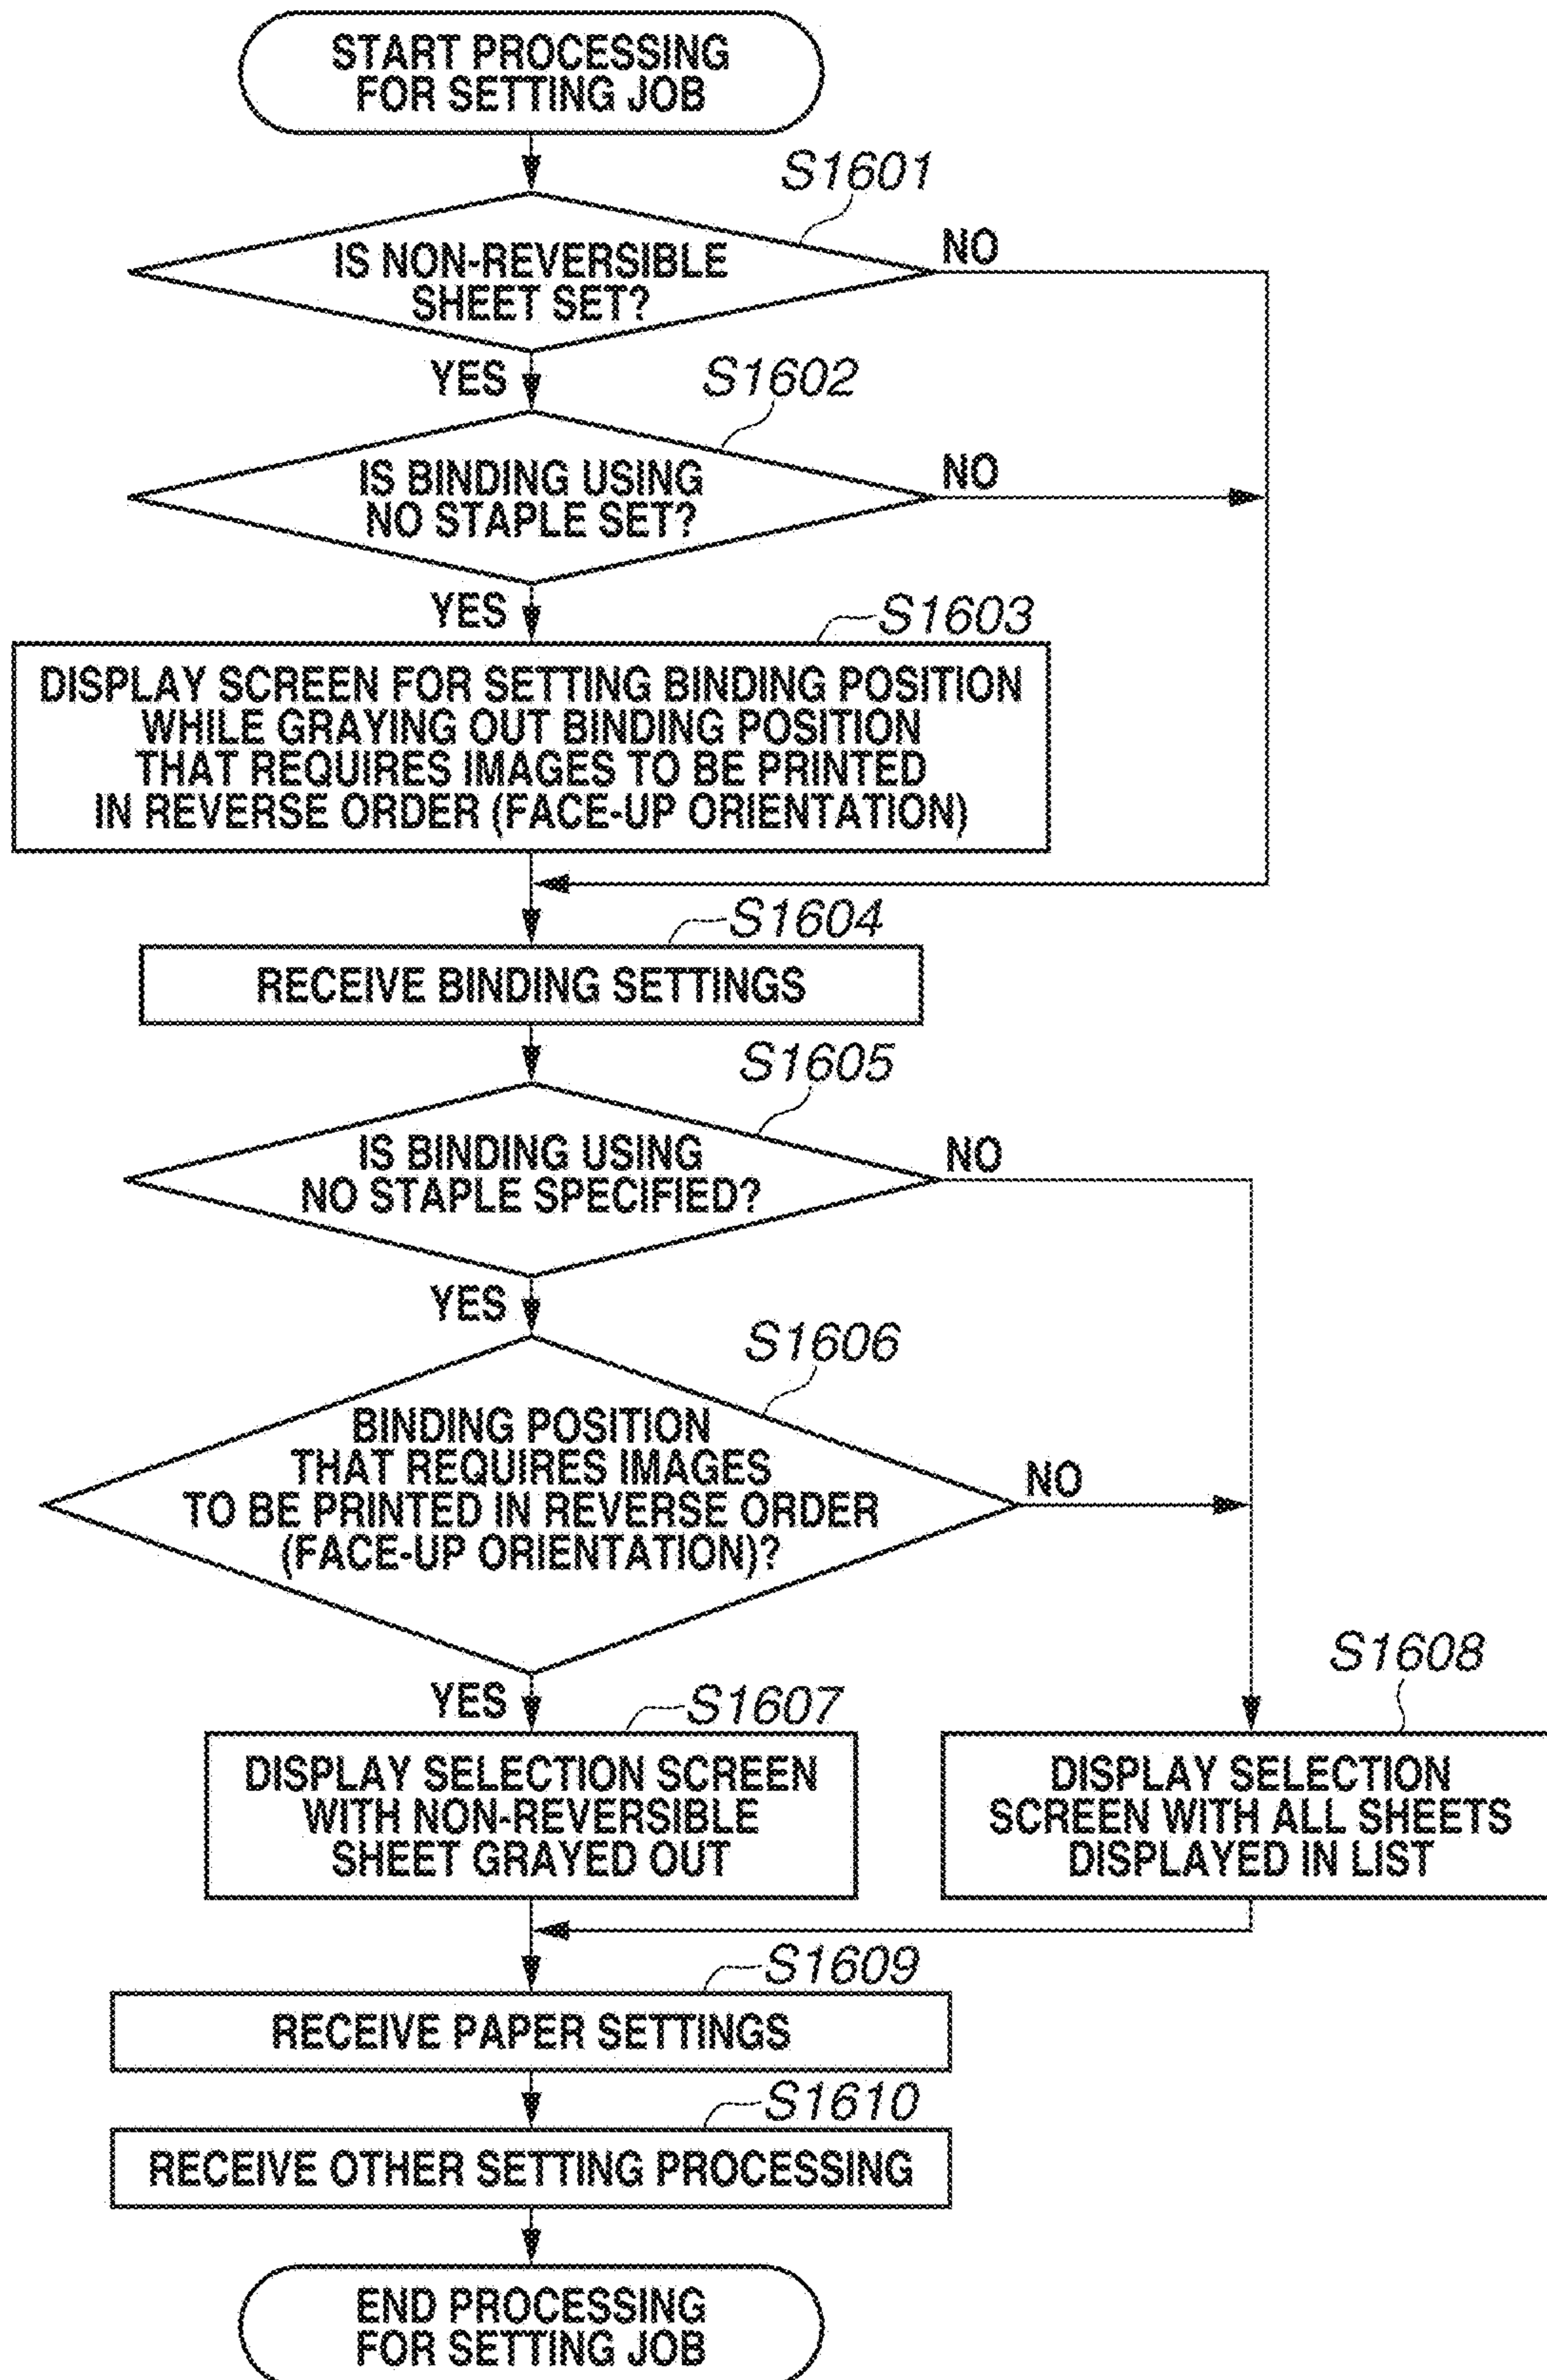 START PROCESSING
FOR SETTING JOB
S1601
IS NON-REVERSIBLE
SHEET SET?
NO
YES
S1602
IS BINDING USING
NO STAPLE SET?
NO
YES
S1603
DISPLAY SCREEN FOR SETTING BINDING POSITION
WHILE GRAYING OUT BINDING POSITION
THAT REQUIRES IMAGES TO BE PRINTED
IN REVERSE ORDER (FACE-UP ORIENTATION)
S1604
RECEIVE BINDING SETTINGS
S1605
IS BINDING USING
NO STAPLE SPECIFIED?
NO
YES
S1606
BINDING POSITION
THAT REQUIRES IMAGES
TO BE PRINTED IN REVERSE ORDER
(FACE-UP ORIENTATION)?
NO
YES
S1607
DISPLAY SELECTION SCREEN
WITH NON-REVERSIBLE
SHEET GRAYED OUT
S1608
DISPLAY SELECTION
SCREEN WITH ALL SHEETS
DISPLAYED IN LIST
S1609
RECEIVE PAPER SETTINGS
S1610
RECEIVE OTHER SETTING PROCESSING
END PROCESSING
FOR SETTING JOB